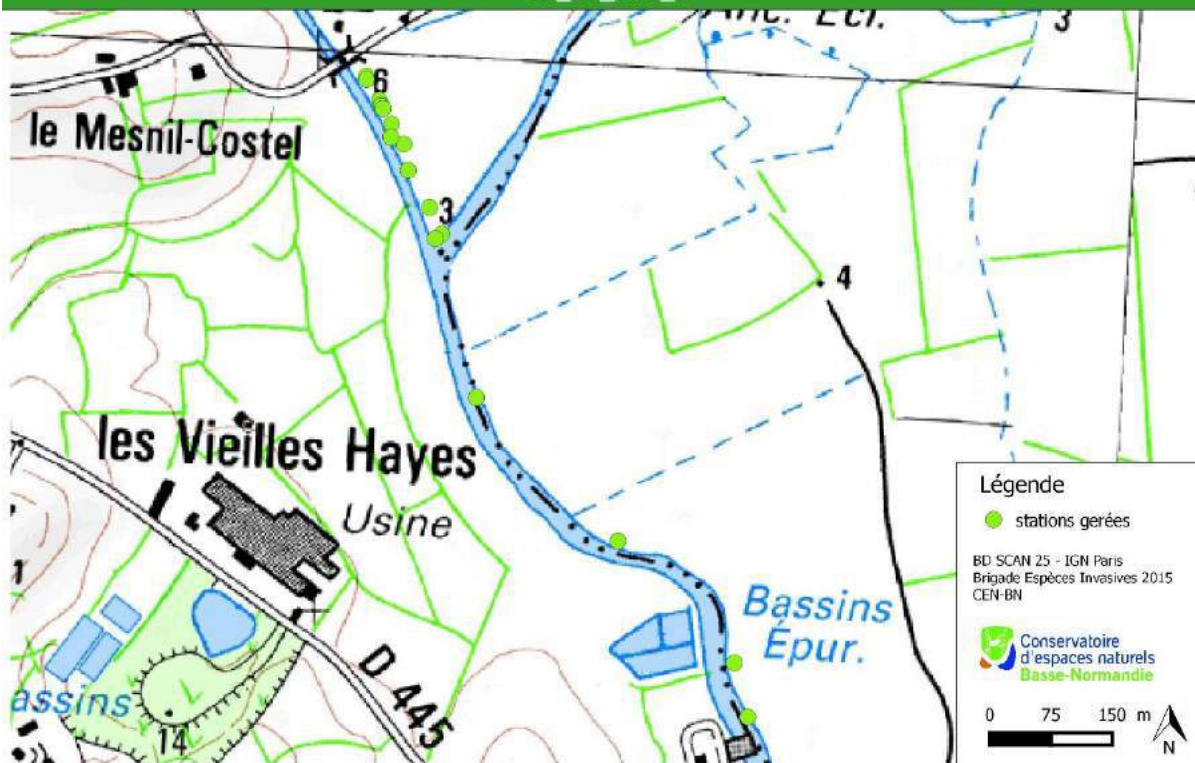 Anc. Écl.
3
6
le Mesnil-Costel
3
4
les Vieilles Hayes
Usine
Bassins
Épur.
D 445
assins
14
1
Légende
stations gerées
BD SCAN 25 - IGN Paris
Brigade Espèces Invasives 2015
CEN-BN
Conservatoire
d'espaces naturels
Basse-Normandie
0 75 150 m
N